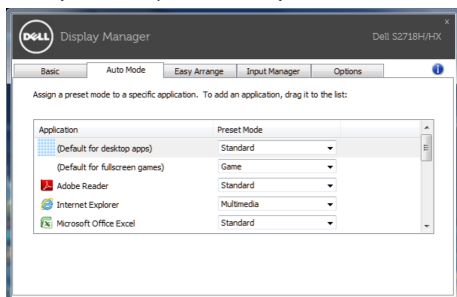 DELL
Display Manager
Dell S2718H/HX
x
Basic
Auto Mode
Easy Arrange
Input Manager
Options
i
Assign a preset mode to a specific application. To add an application, drag it to the list:
Application
Preset Mode
(Default for desktop apps)
Standard
(Default for fullscreen games)
Game
Adobe Reader
Standard
Internet Explorer
Multimedia
Microsoft Office Excel
Standard